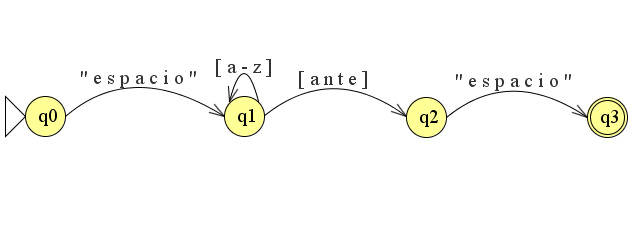 "espacio"
[a-z]
[ante]
"espacio"
q0
q1
q2
q3